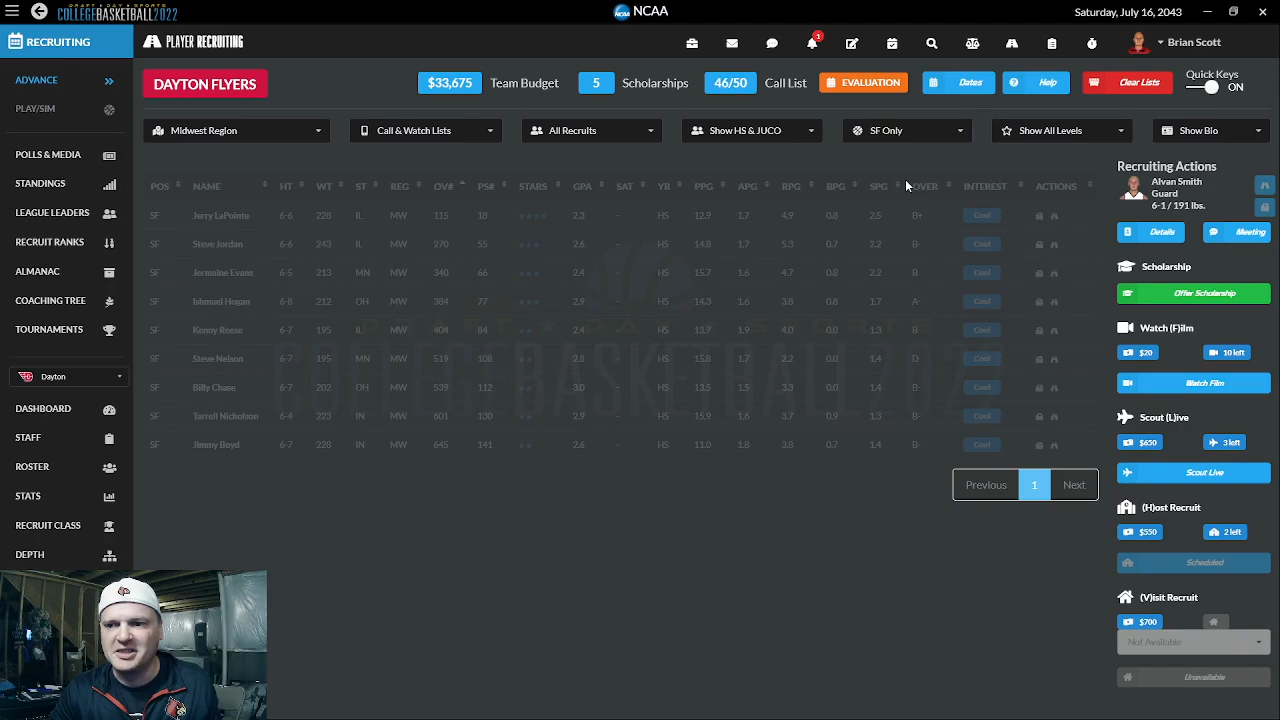 DRAFT • DAY • SPORTS
COLLEGEBASKETBALL2022
NCAA
Saturday, July 16, 2043
RECRUITING
PLAYER RECRUITING
1
Brian Scott
ADVANCE
PLAY/SIM
POLLS & MEDIA
STANDINGS
LEAGUE LEADERS
RECRUIT RANKS
ALMANAC
COACHING TREE
TOURNAMENTS
Dayton
DASHBOARD
STAFF
ROSTER
STATS
RECRUIT CLASS
DEPTH
DAYTON FLYERS
$33,675 Team Budget 5 Scholarships 46/50 Call List EVALUATION Dates Help Clear Lists Quick Keys ON
Midwest Region Call & Watch Lists All Recruits Show HS & JUCO SF Only Show All Levels Show Bio
POS NAME HT WT ST REG OV# PS# STARS GPA SAT YR PPG APG RPG BPG SPG OVER INTEREST ACTIONS
SF Jerry LaPointe 6-6 228 IL MW 115 18 2.3 -- HS 12.9 1.6 4.9 0.8 2.5 B+ Cool
SF Steve Jordan 6-6 243 IL MW 270 55 2.6 -- HS 14.8 1.7 5.3 0.7 2.2 B- Cool
SF Jermaine Evans 6-5 213 MN MW 340 66 2.4 -- HS 15.7 1.6 4.7 0.8 2.2 B Cool
SF Ishmuel Hogan 6-8 212 OH MW 384 77 2.9 -- HS 14.3 1.6 3.8 0.8 1.7 A- Cool
SF Kenny Reese 6-7 195 IL MW 404 84 2.4 -- HS 13.7 1.9 4.0 0.0 1.3 B Cool
SF Steve Nelson 6-7 195 MN MW 519 108 2.8 -- HS 15.8 1.7 2.2 0.0 1.4 D Cool
SF Billy Chase 6-7 202 OH MW 539 112 3.0 -- HS 13.5 1.5 3.3 0.0 1.4 B- Cool
SF Tarrell Nicholson 6-4 223 IN MW 601 130 2.9 -- HS 15.9 1.6 3.7 0.9 1.3 B- Cool
SF Jimmy Boyd 6-7 228 IN MW 645 141 2.6 -- HS 11.0 1.8 3.8 0.7 1.4 B- Cool
DRAFT DAY SPORTS
COLLEGEBASKETBALL2022
Previous 1 Next
Recruiting Actions
Alvan Smith
Guard
6-1 / 191 lbs.
Details Meeting
Scholarship
Offer Scholarship
Watch (F)ilm
$20 10 left
Watch Film
Scout (L)ive
$650 3 left
Scout Live
(H)ost Recruit
$550 2 left
Scheduled
(V)isit Recruit
$700
Not Available
Unavailable